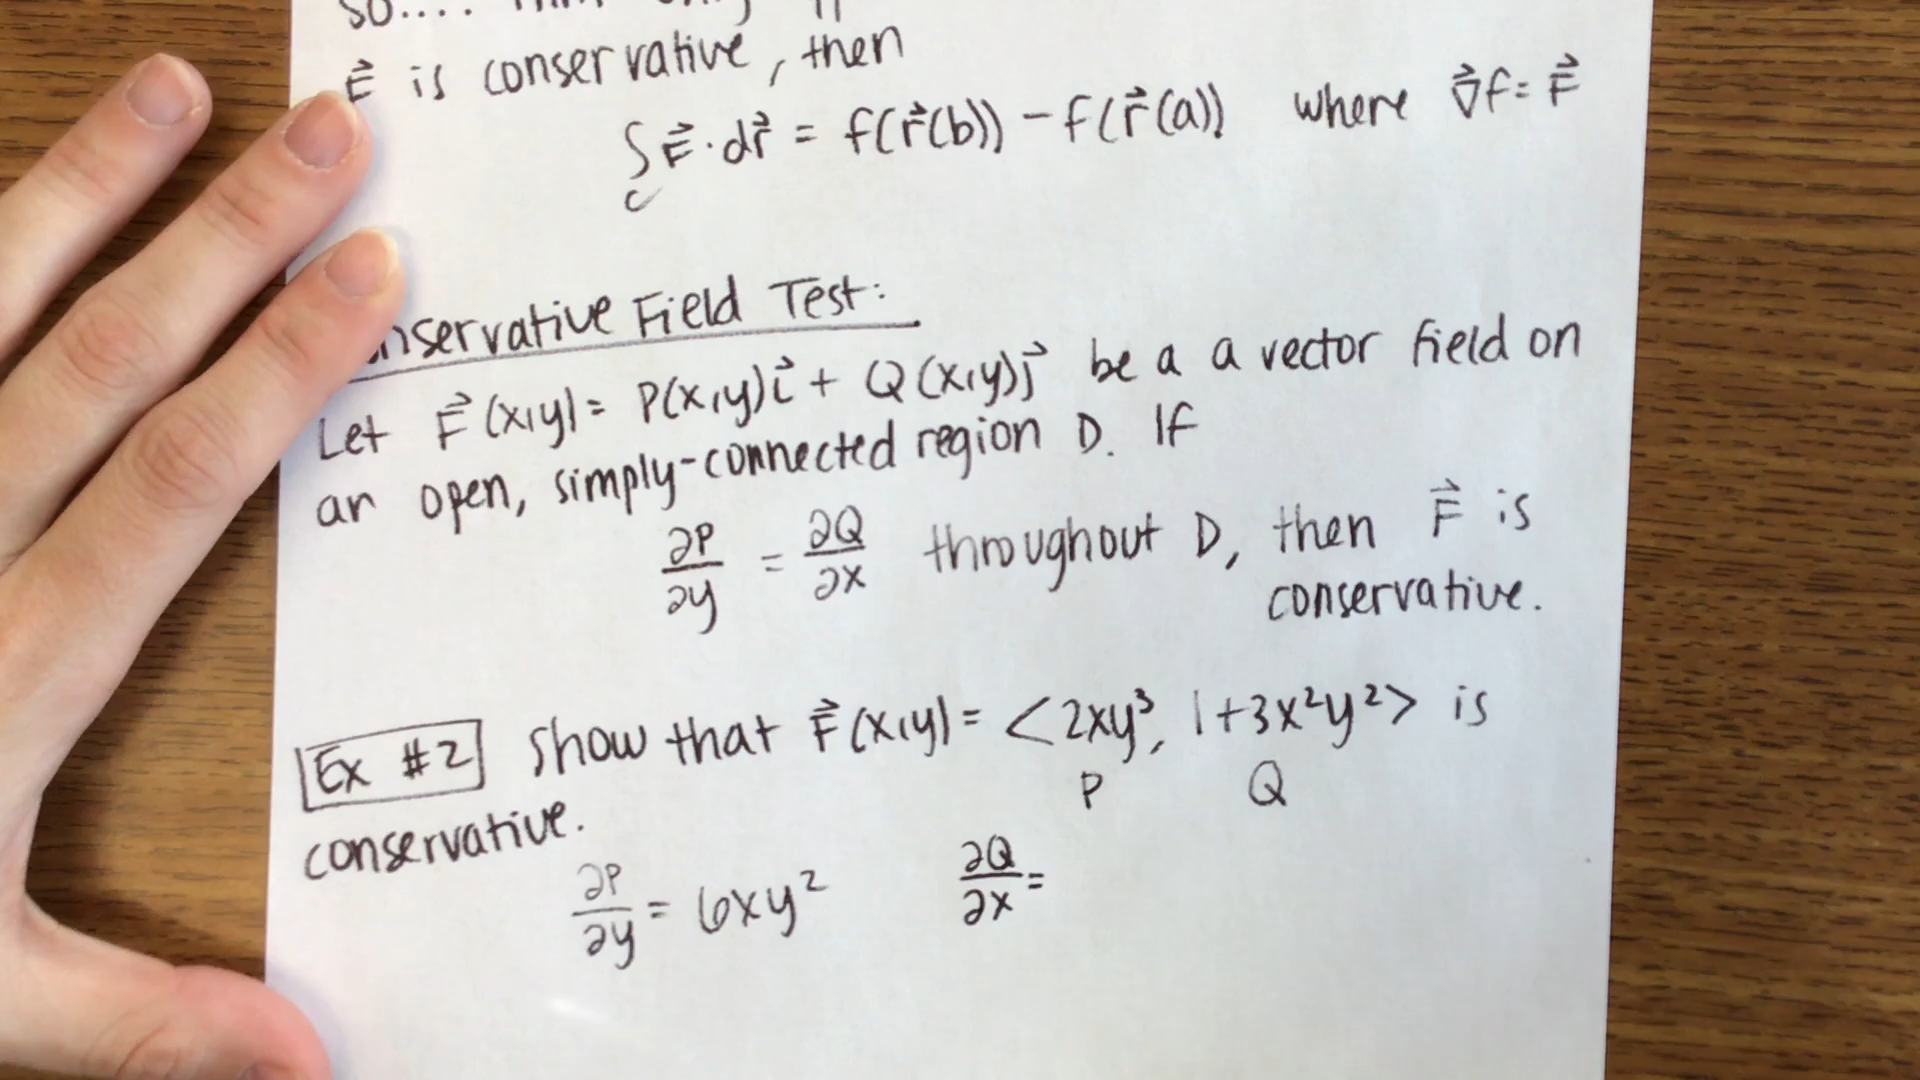 so....
F⃗ is conservative, then
∫_C F⃗ · dr⃗ = f(r⃗(b)) − f(r⃗(a)) where ∇⃗f = F⃗
nservative Field Test:
Let F⃗(x,y) = P(x,y)i⃗ + Q(x,y)j⃗ be a a vector field on
an open, simply-connected region D. If
∂P/∂y = ∂Q/∂x throughout D, then F⃗ is
conservative.
Ex #2 Show that F⃗(x,y) = <2xy³, 1+3x²y²> is
P Q
conservative.
∂P/∂y = 6xy² ∂Q/∂x =